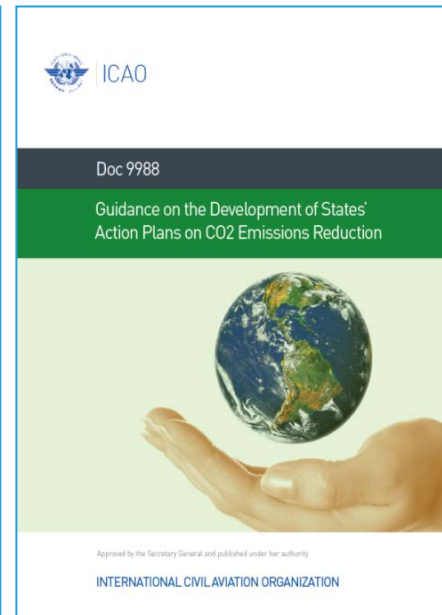 ICAO
Doc 9988
Guidance on the Development of States'
Action Plans on CO2 Emissions Reduction
Approved by the Secretary General and published under her authority
INTERNATIONAL CIVIL AVIATION ORGANIZATION